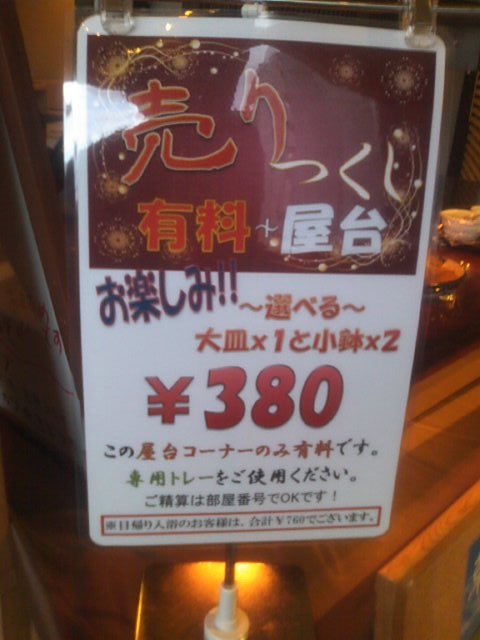 売りつくし
有料 屋台
お楽しみ!!
～選べる～
大皿x1と小鉢x2
￥380
この屋台コーナーのみ有料です。
専用トレーをご使用ください。
ご精算は部屋番号でOKです！
※日帰り入浴のお客様は、合計￥760でございます。